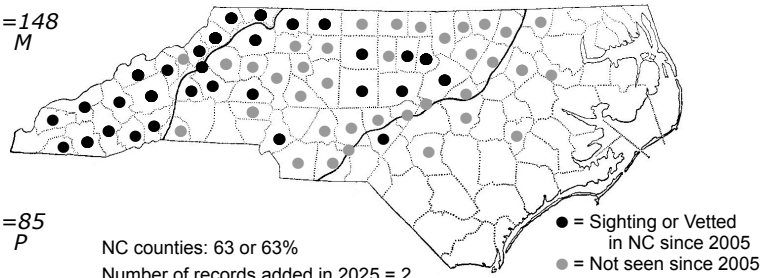 =148
M
=85
P
NC counties: 63 or 63%
Number of records added in 2025 = 2
● = Sighting or Vetted
in NC since 2005
● = Not seen since 2005